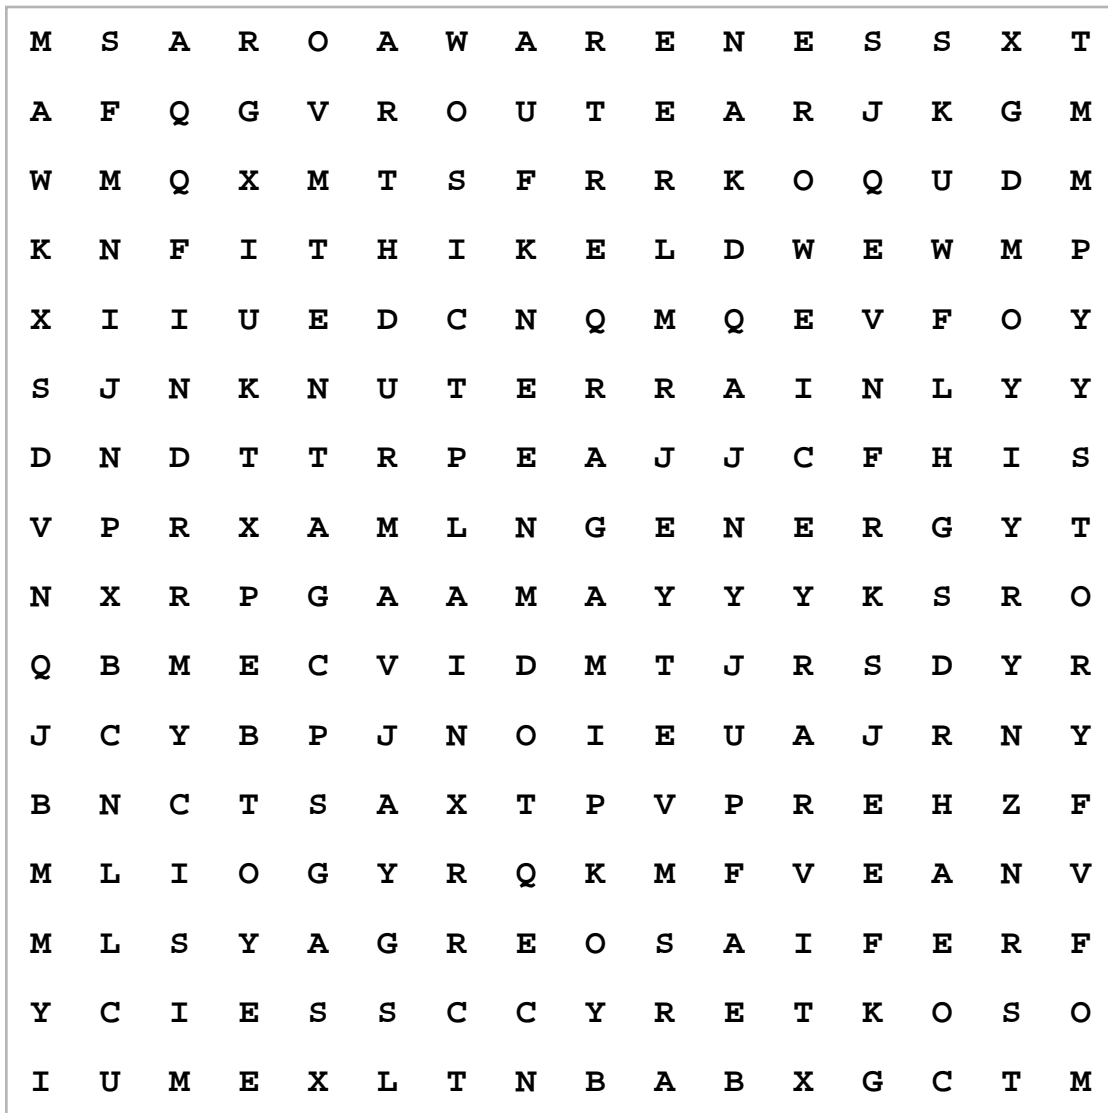 M S A R O A W A R E N E S S X T
A F Q G V R O U T E A R J K G M
W M Q X M T S F R R K O Q U D M
K N F I T H I K E L D W E W M P
X I I U E D C N Q M Q E V F O Y
S J N K N U T E R R A I N L Y Y
D N D T T R P E A J J C F H I S
V P R X A M L N G E N E R G Y T
N X R P G A A M A Y Y Y K S R O
Q B M E C V I D M T J R S D Y R
J C Y B P J N O I E U A J R N Y
B N C T S A X T P V P R E H Z F
M L I O G Y R Q K M F V E A N V
M L S Y A G R E O S A I F E R F
Y C I E S S C C Y R E T K O S O
I U M E X L T N B A B X G C T M